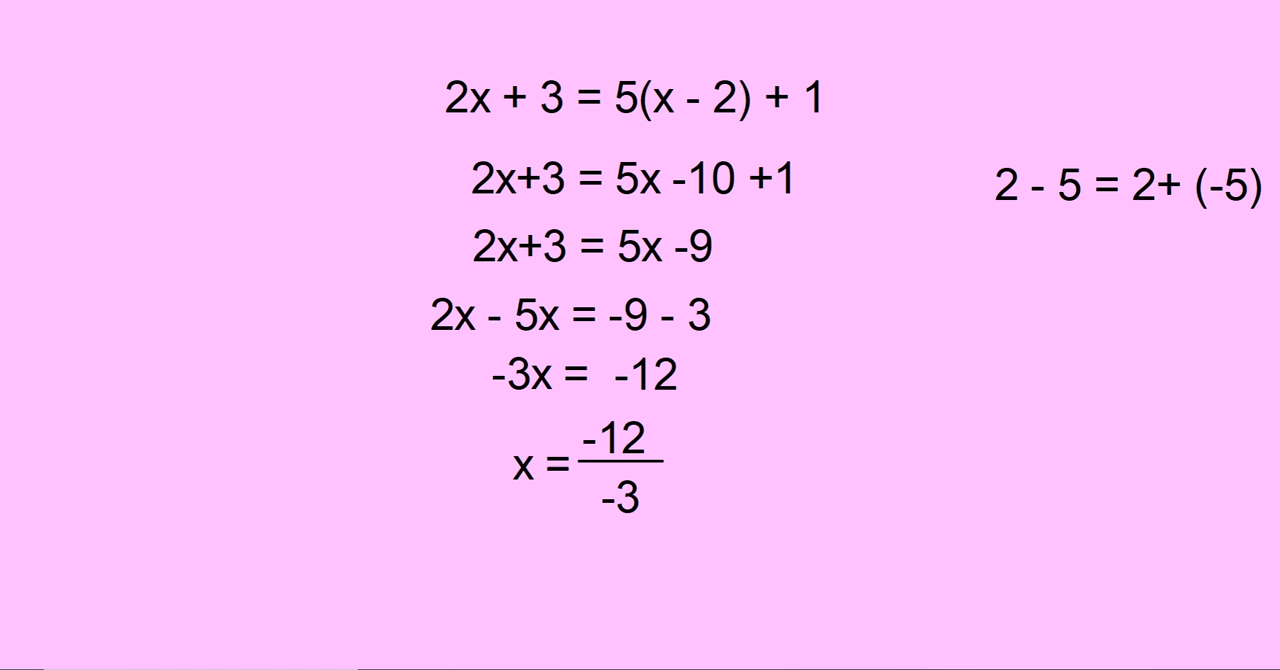 2x + 3 = 5(x - 2) + 1
2x+3 = 5x -10 +1
2 - 5 = 2+ (-5)
2x+3 = 5x -9
2x - 5x = -9 - 3
-3x = -12
x = -12
-3